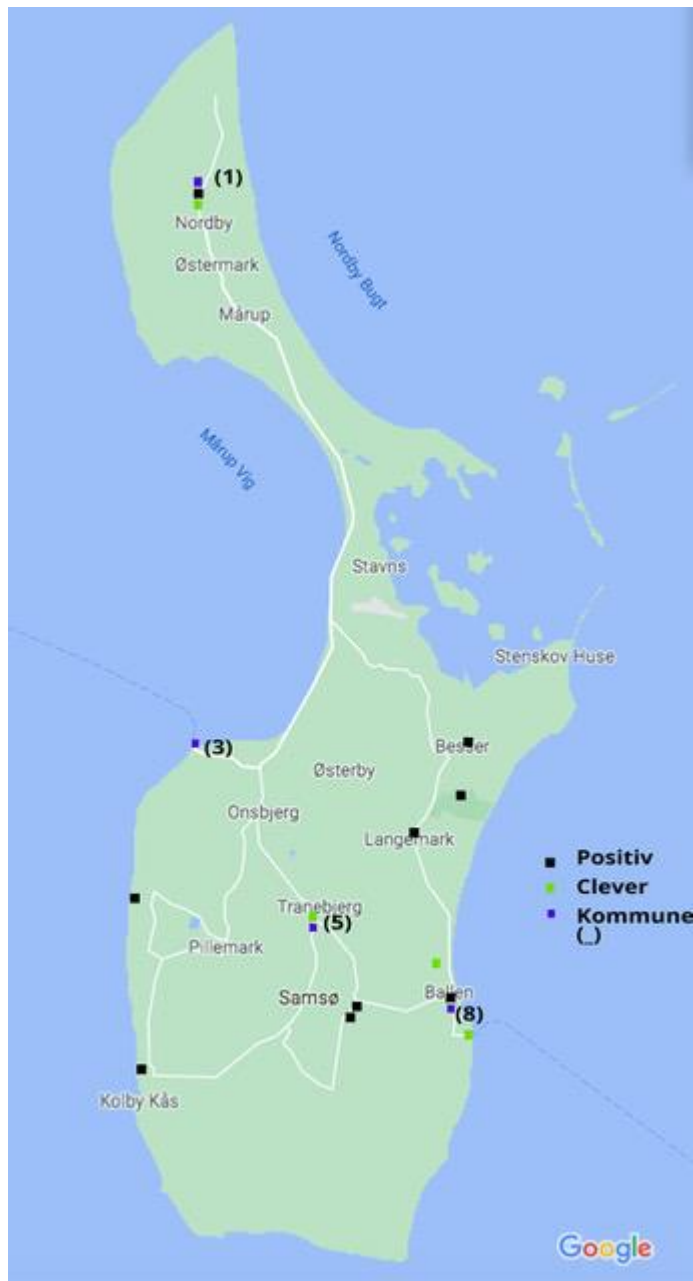 (1)
Nordby
Østermark
Mårup
Nordby Bugt
Mårup Vig
Stavns
Stenskov Huse
(3)
Besser
Østerby
Onsbjerg
Langemark
Positiv
Clever
Kommune
(_)
Tranebjerg
(5)
Pillemark
Samsø
Ballen
(8)
Kolby Kås
Google